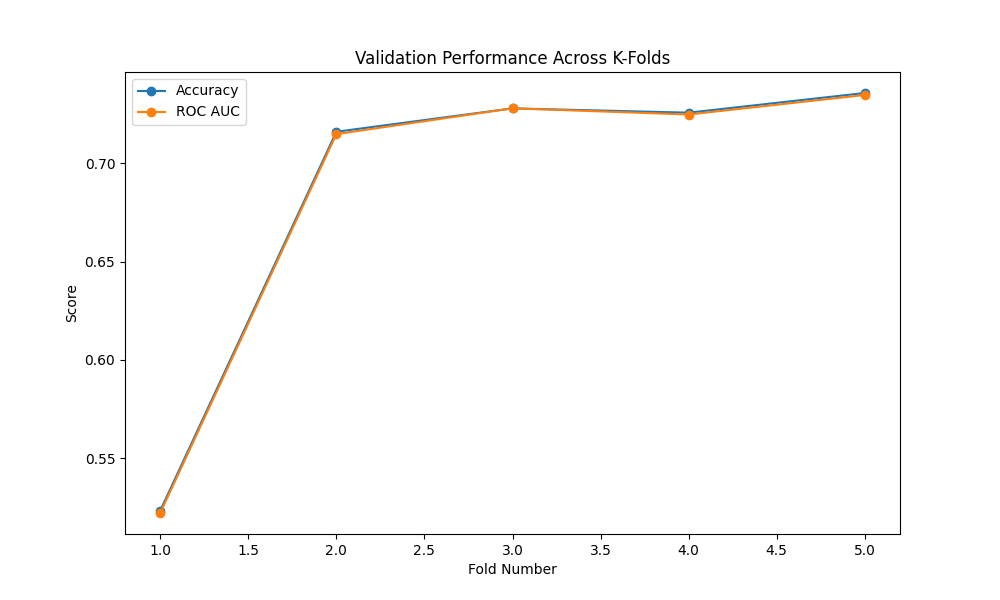 Validation Performance Across K-Folds
Accuracy
ROC AUC
0.70
0.65
0.60
0.55
Score
1.0 1.5 2.0 2.5 3.0 3.5 4.0 4.5 5.0
Fold Number